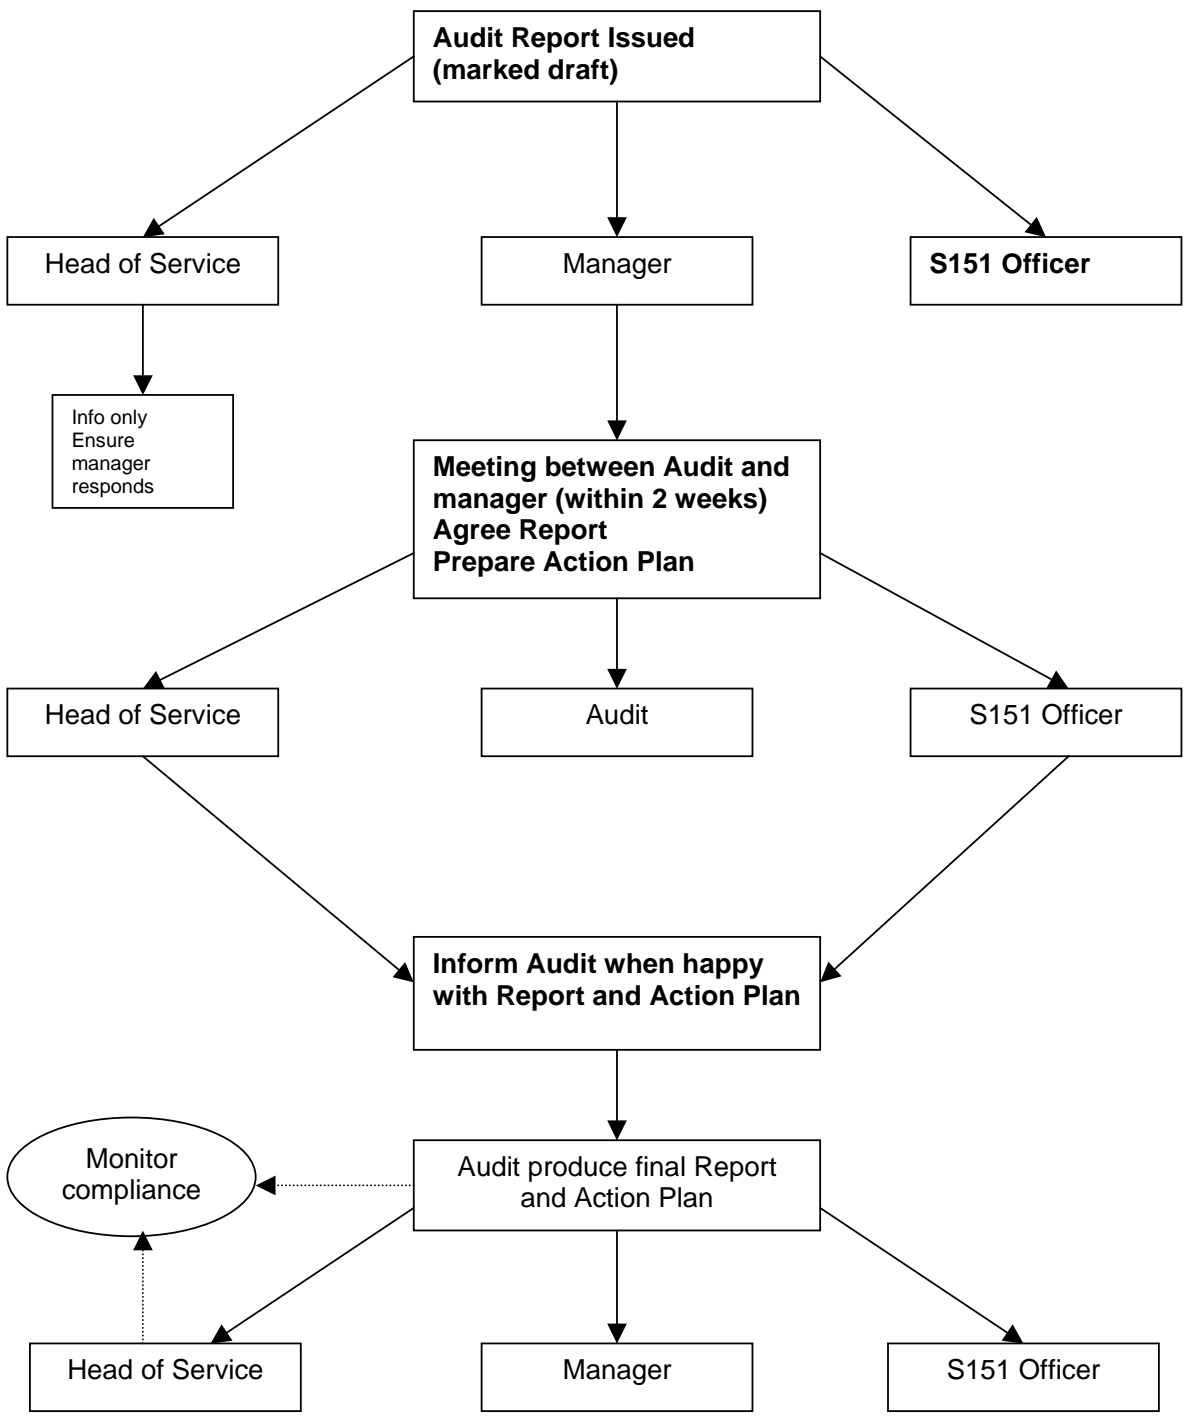 Audit Report Issued
(marked draft)
Head of Service
Manager
S151 Officer
Info only
Ensure
manager
responds
Meeting between Audit and
manager (within 2 weeks)
Agree Report
Prepare Action Plan
Head of Service
Audit
S151 Officer
Inform Audit when happy
with Report and Action Plan
Monitor
compliance
Audit produce final Report
and Action Plan
Head of Service
Manager
S151 Officer